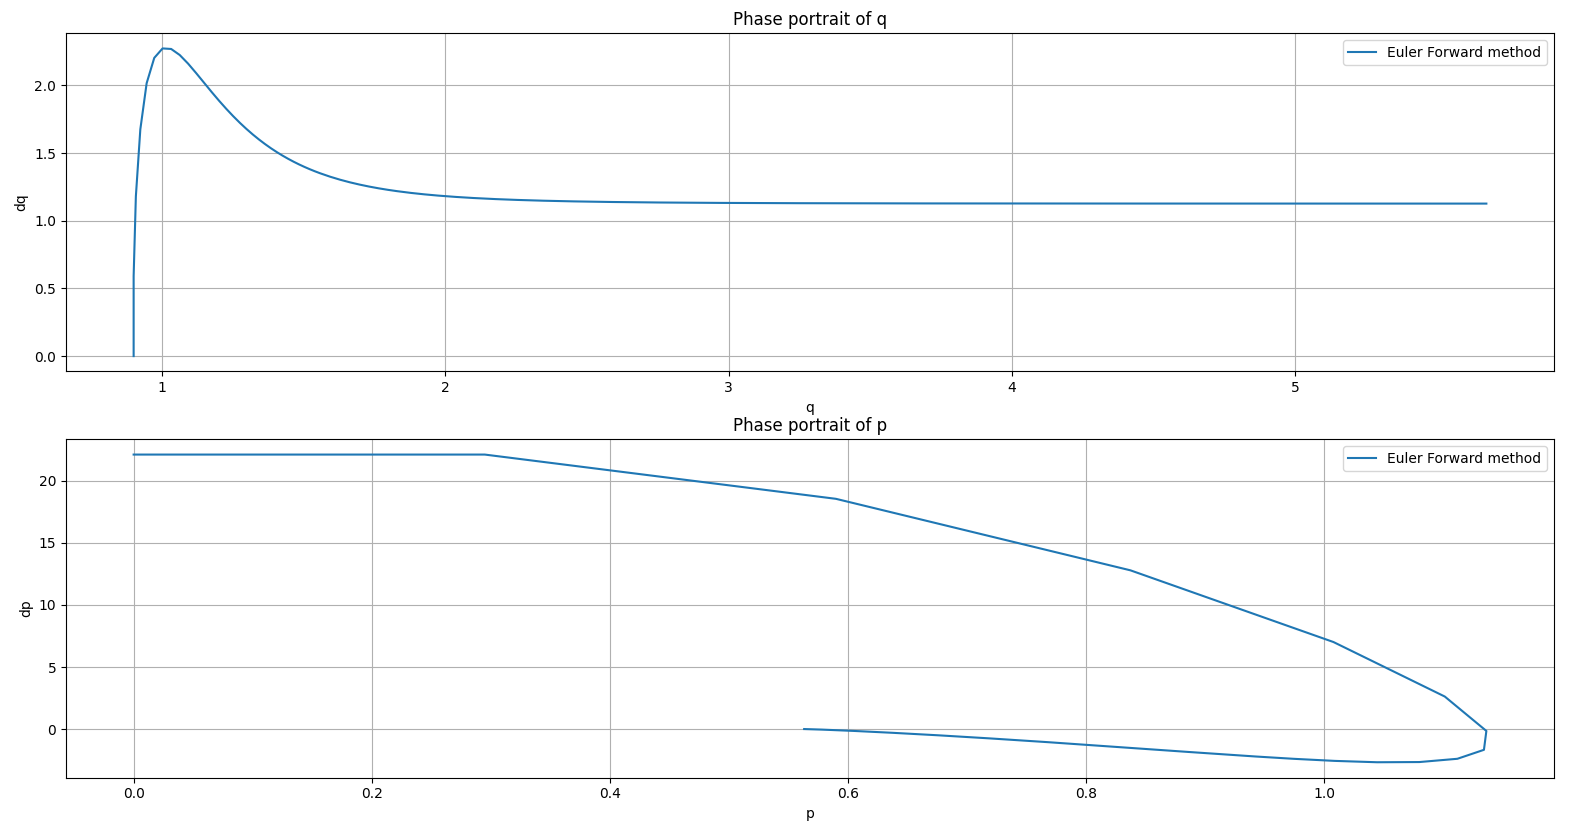 Phase portrait of q
Euler Forward method
dq
2.0
1.5
1.0
0.5
0.0
1 2 3 4 5
q
Phase portrait of p
Euler Forward method
dp
20
15
10
5
0
0.0 0.2 0.4 0.6 0.8 1.0
p